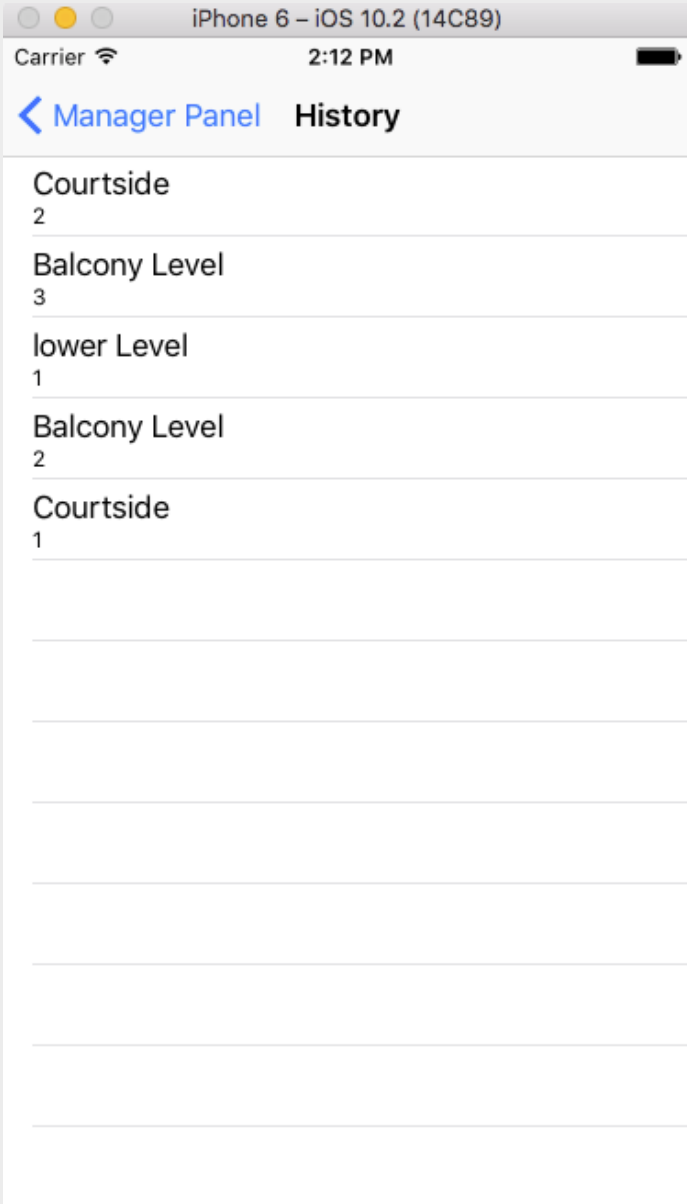 iPhone 6 – iOS 10.2 (14C89)
Carrier 2:12 PM
Manager Panel History
Courtside
2
Balcony Level
3
lower Level
1
Balcony Level
2
Courtside
1